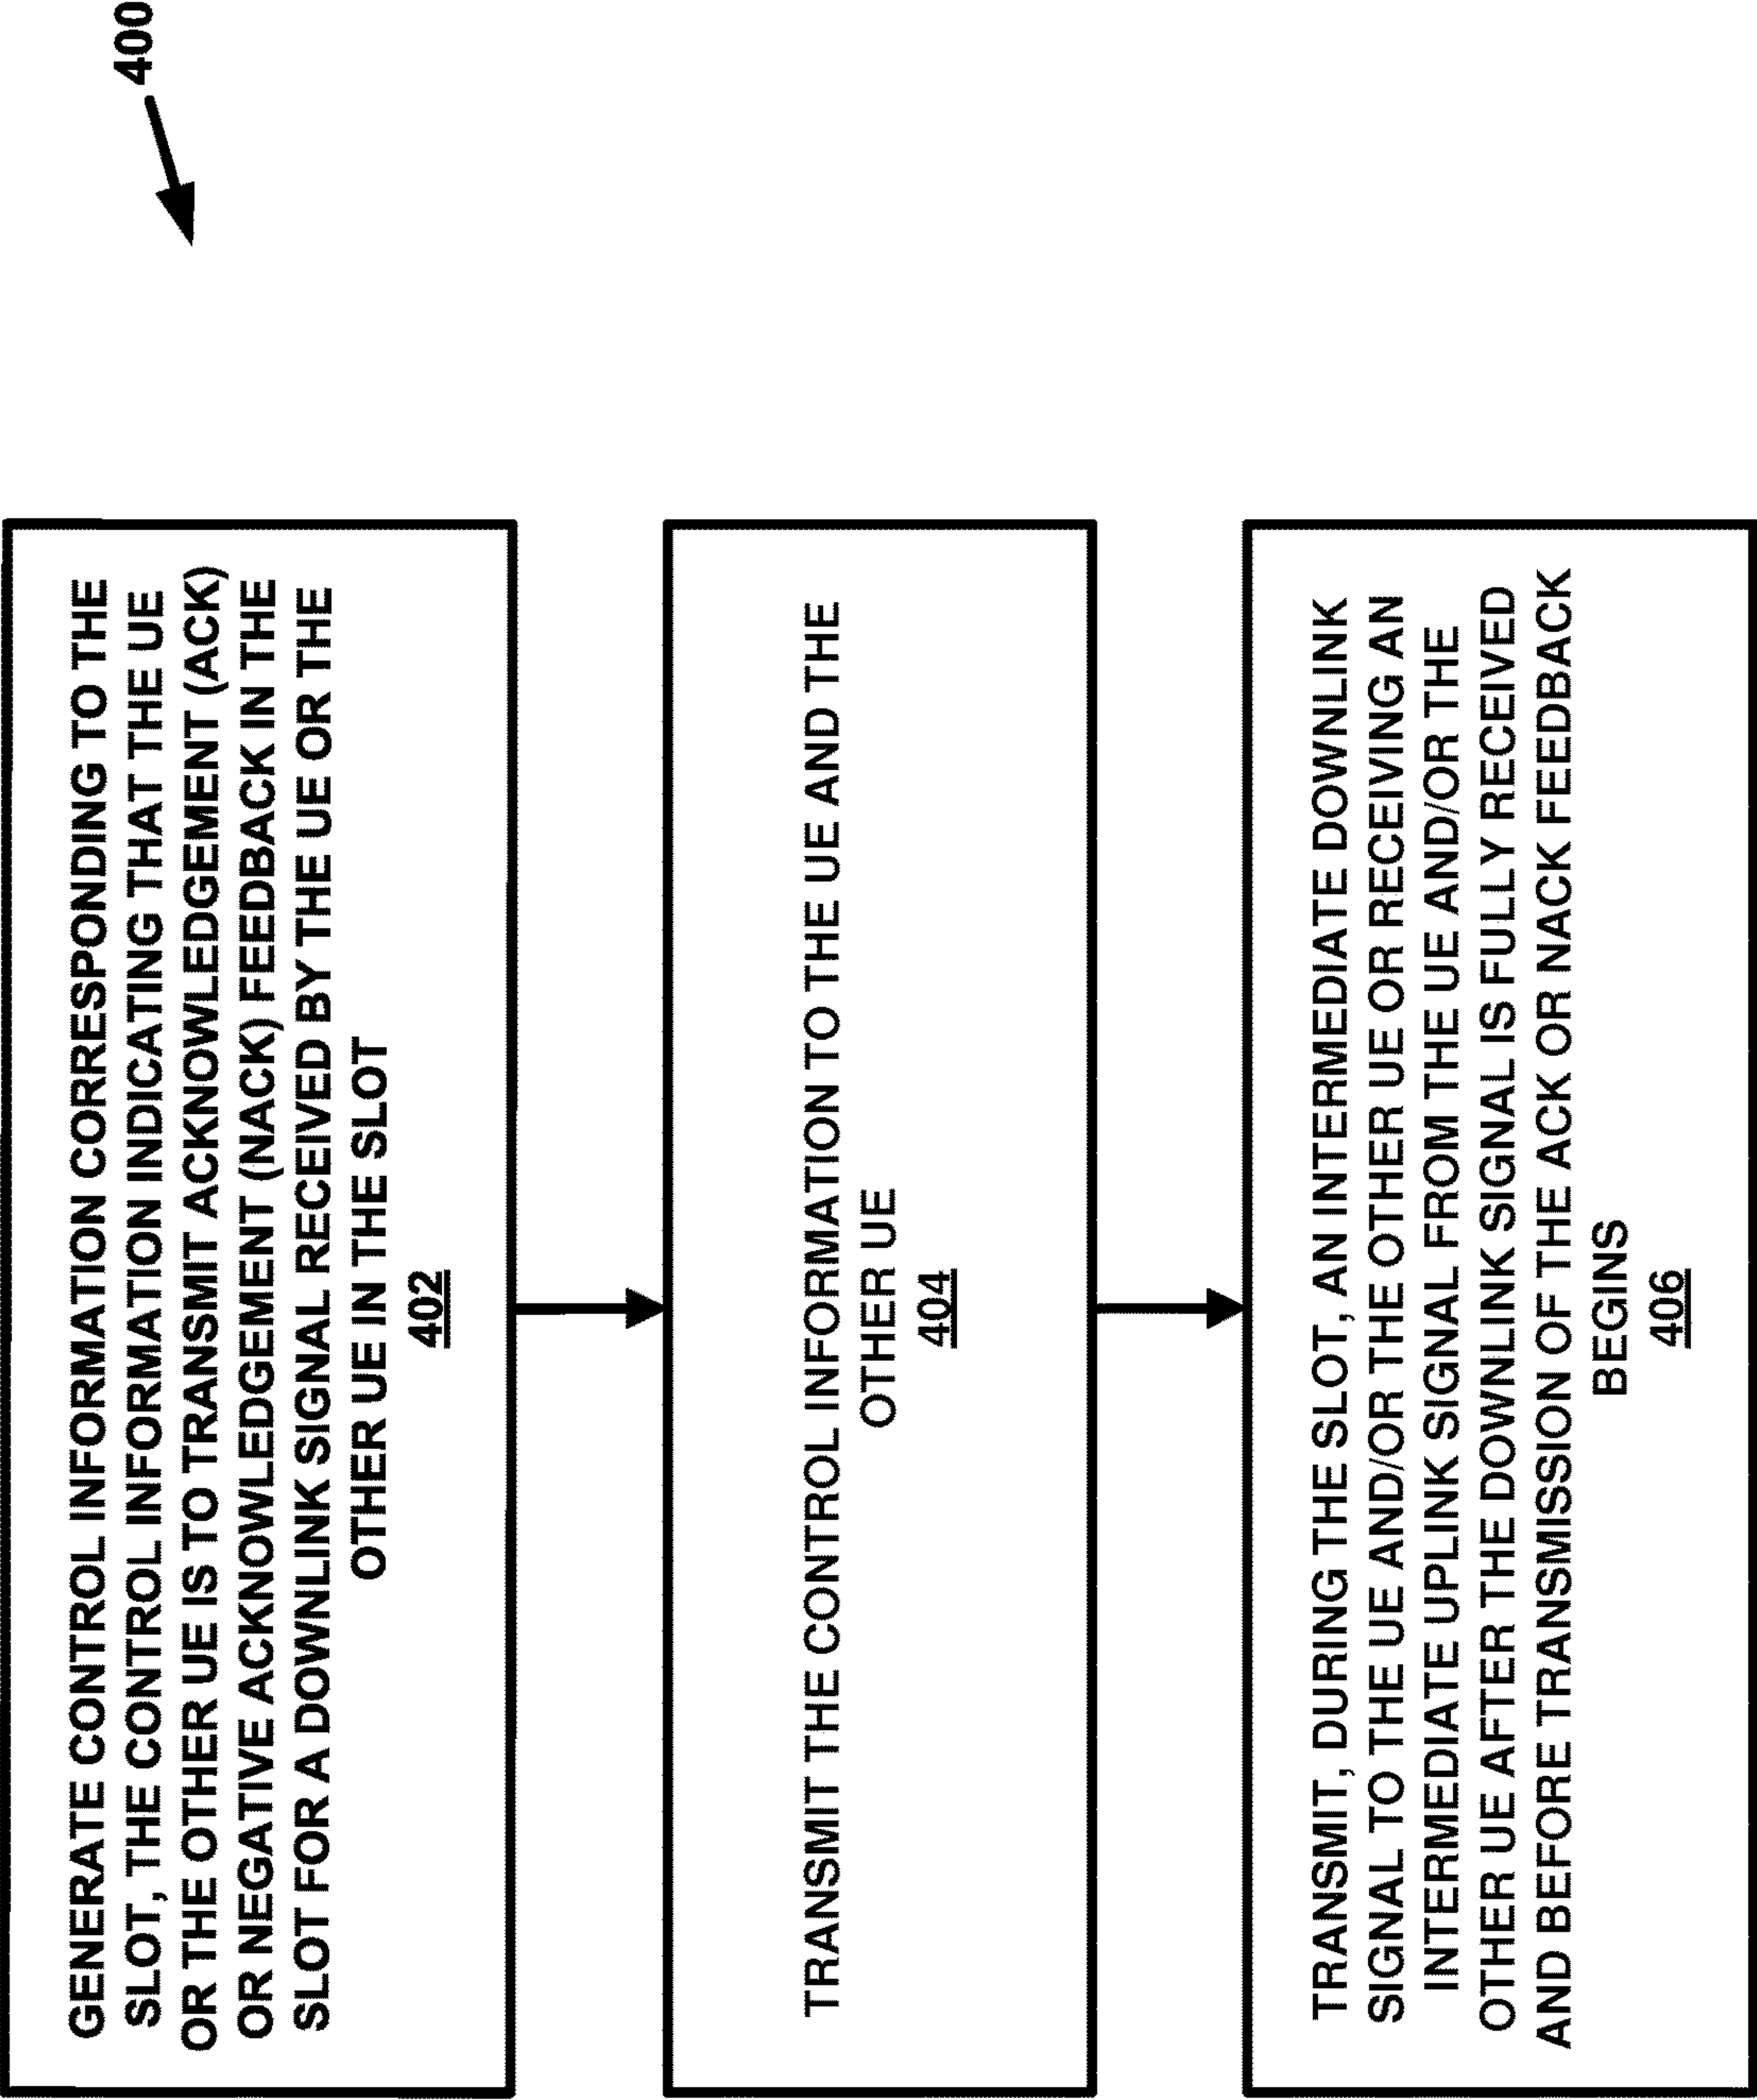 400
GENERATE CONTROL INFORMATION CORRESPONDING TO THE
SLOT, THE CONTROL INFORMATION INDICATING THAT THE UE
OR THE OTHER UE IS TO TRANSMIT ACKNOWLEDGEMENT (ACK)
OR NEGATIVE ACKNOWLEDGEMENT (NACK) FEEDBACK IN THE
SLOT FOR A DOWNLINK SIGNAL RECEIVED BY THE UE OR THE
OTHER UE IN THE SLOT
402
TRANSMIT THE CONTROL INFORMATION TO THE UE AND THE
OTHER UE
404
TRANSMIT, DURING THE SLOT, AN INTERMEDIATE DOWNLINK
SIGNAL TO THE UE AND/OR THE OTHER UE OR RECEIVING AN
INTERMEDIATE UPLINK SIGNAL FROM THE UE AND/OR THE
OTHER UE AFTER THE DOWNLINK SIGNAL IS FULLY RECEIVED
AND BEFORE TRANSMISSION OF THE ACK OR NACK FEEDBACK
BEGINS
406